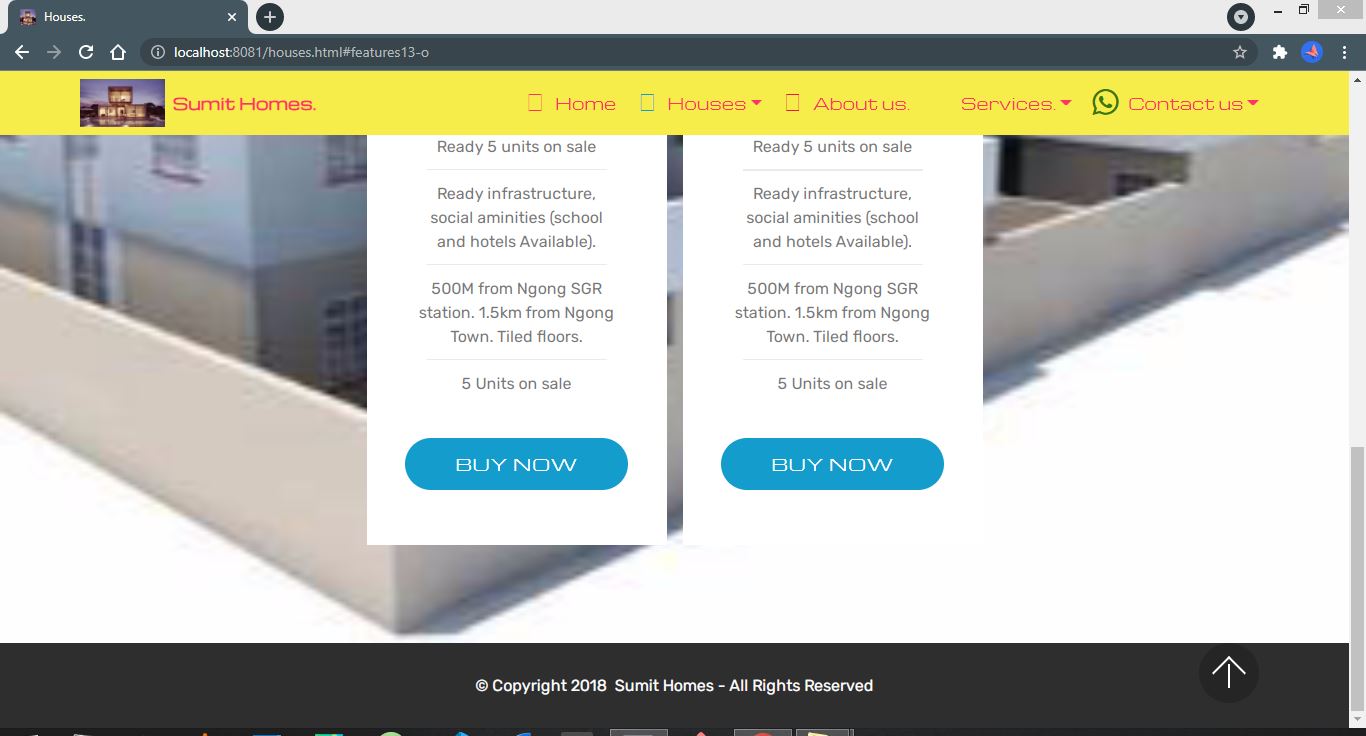 Houses.
localhost:8081/houses.html#features13-o
Sumit Homes.
Home
Houses
About us.
Services.
Contact us
Ready 5 units on sale
Ready infrastructure,
social aminities (school
and hotels Available).
500M from Ngong SGR
station. 1.5km from Ngong
Town. Tiled floors.
5 Units on sale
BUY NOW
Ready 5 units on sale
Ready infrastructure,
social aminities (school
and hotels Available).
500M from Ngong SGR
station. 1.5km from Ngong
Town. Tiled floors.
5 Units on sale
BUY NOW
© Copyright 2018 Sumit Homes - All Rights Reserved